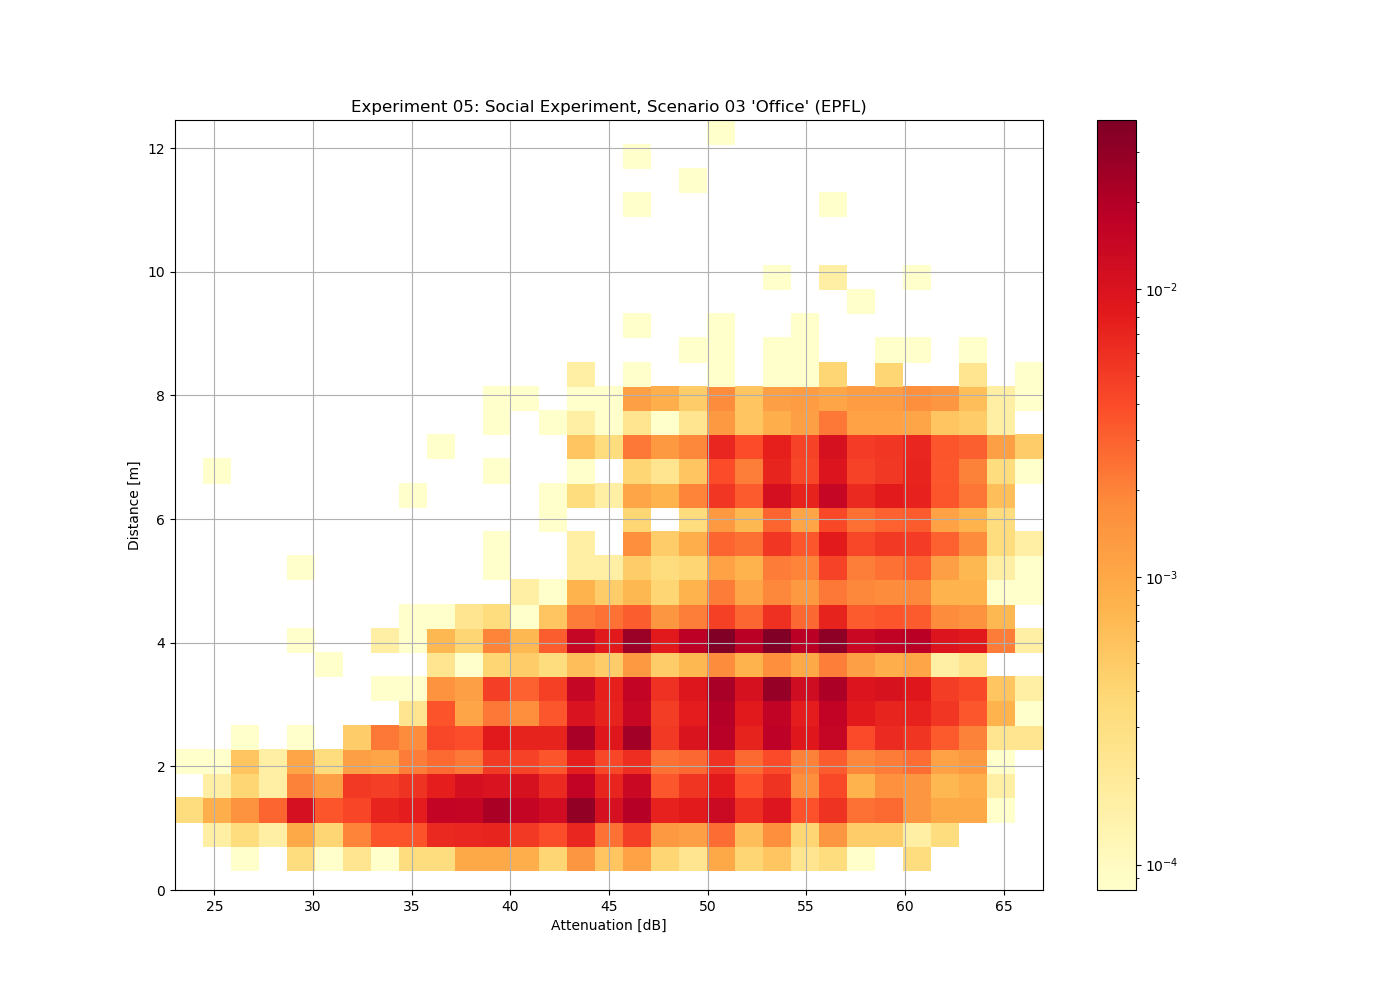 Experiment 05: Social Experiment, Scenario 03 'Office' (EPFL)
12
10
8
6
4
2
0
Distance [m]
25 30 35 40 45 50 55 60 65
Attenuation [dB]
10⁻²
10⁻³
10⁻⁴